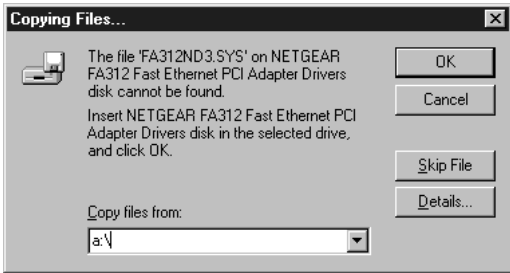 Copying Files...
The file 'FA312ND3.SYS' on NETGEAR
FA312 Fast Ethernet PCI Adapter Drivers
disk cannot be found.
Insert NETGEAR FA312 Fast Ethernet PCI
Adapter Drivers disk in the selected drive,
and click OK.
OK
Cancel
Skip File
Details...
Copy files from:
a:\